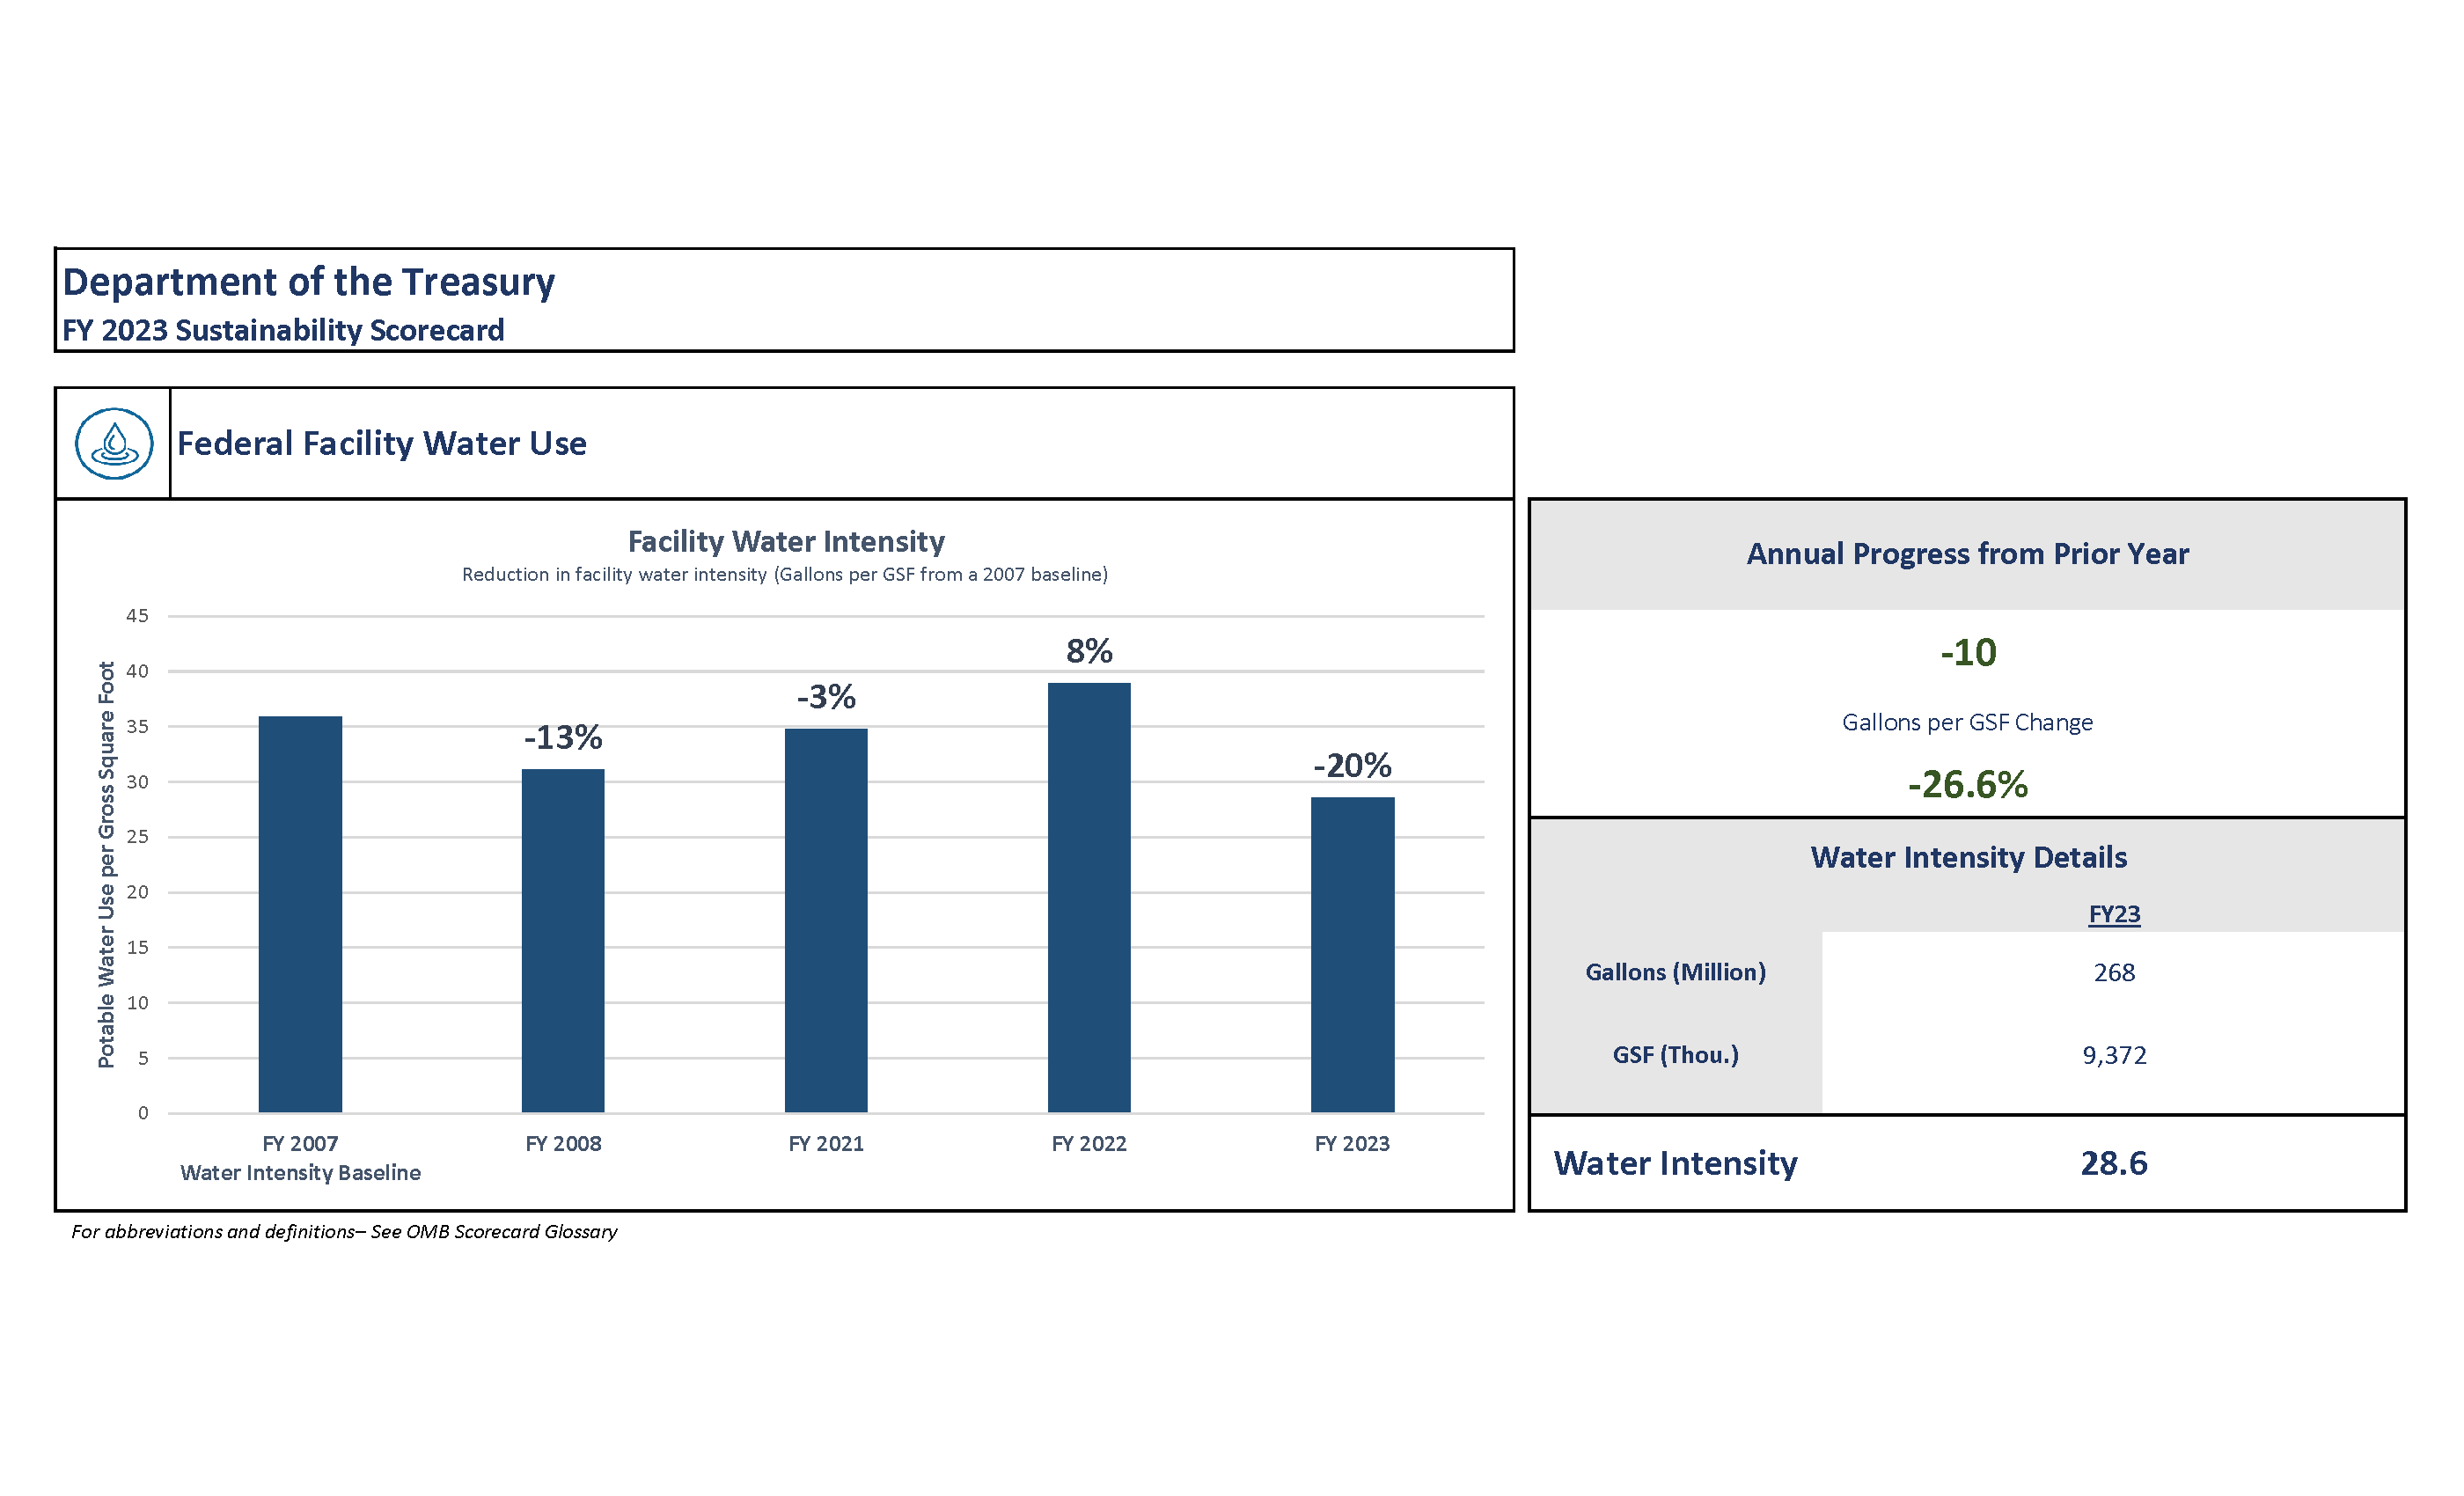 Department of the Treasury
FY 2023 Sustainability Scorecard
Federal Facility Water Use
Facility Water Intensity
Reduction in facility water intensity (Gallons per GSF from a 2007 baseline)
Potable Water Use per Gross Square Foot
45
40
35
30
25
20
15
10
5
0
-13%
-3%
8%
-20%
FY 2007
Water Intensity Baseline
FY 2008
FY 2021
FY 2022
FY 2023
For abbreviations and definitions– See OMB Scorecard Glossary
Annual Progress from Prior Year
-10
Gallons per GSF Change
-26.6%
Water Intensity Details
FY23
Gallons (Million) 268
GSF (Thou.) 9,372
Water Intensity 28.6